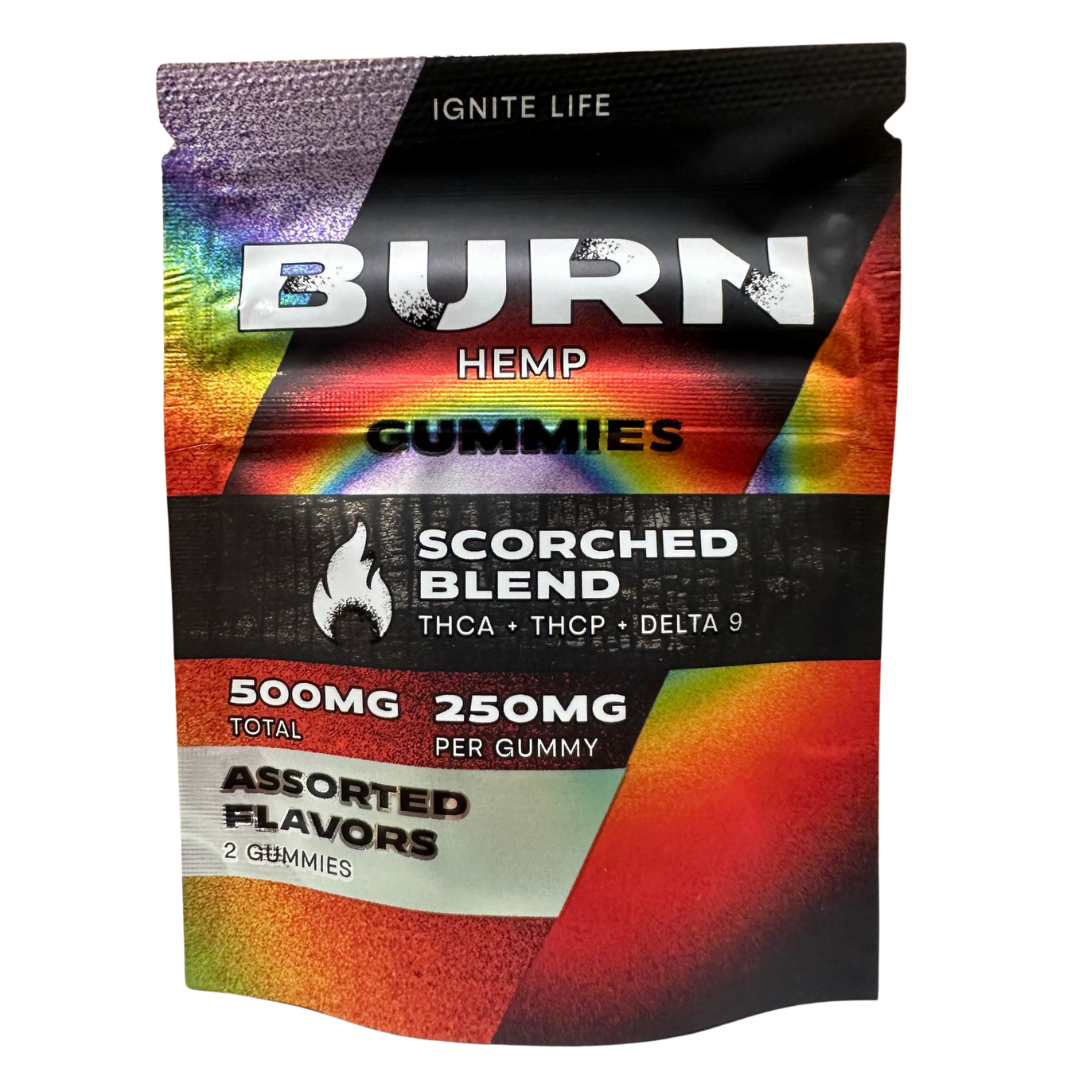 IGNITE LIFE
BURN
HEMP
GUMMIES
SCORCHED
BLEND
THCA + THCP + DELTA 9
500MG
TOTAL
250MG
PER GUMMY
ASSORTED
FLAVORS
2 GUMMIES